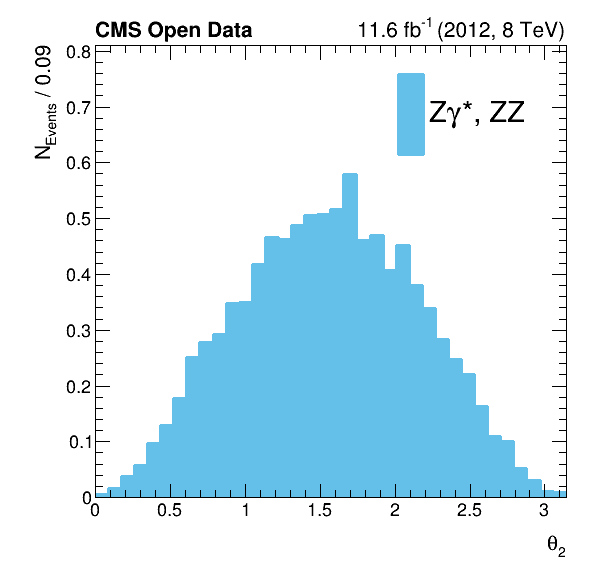 CMS Open Data 11.6 fb⁻¹ (2012, 8 TeV)
N_Events / 0.09
0.8
0.7
0.6
0.5
0.4
0.3
0.2
0.1
0
Zγ*, ZZ
0 0.5 1 1.5 2 2.5 3
θ₂